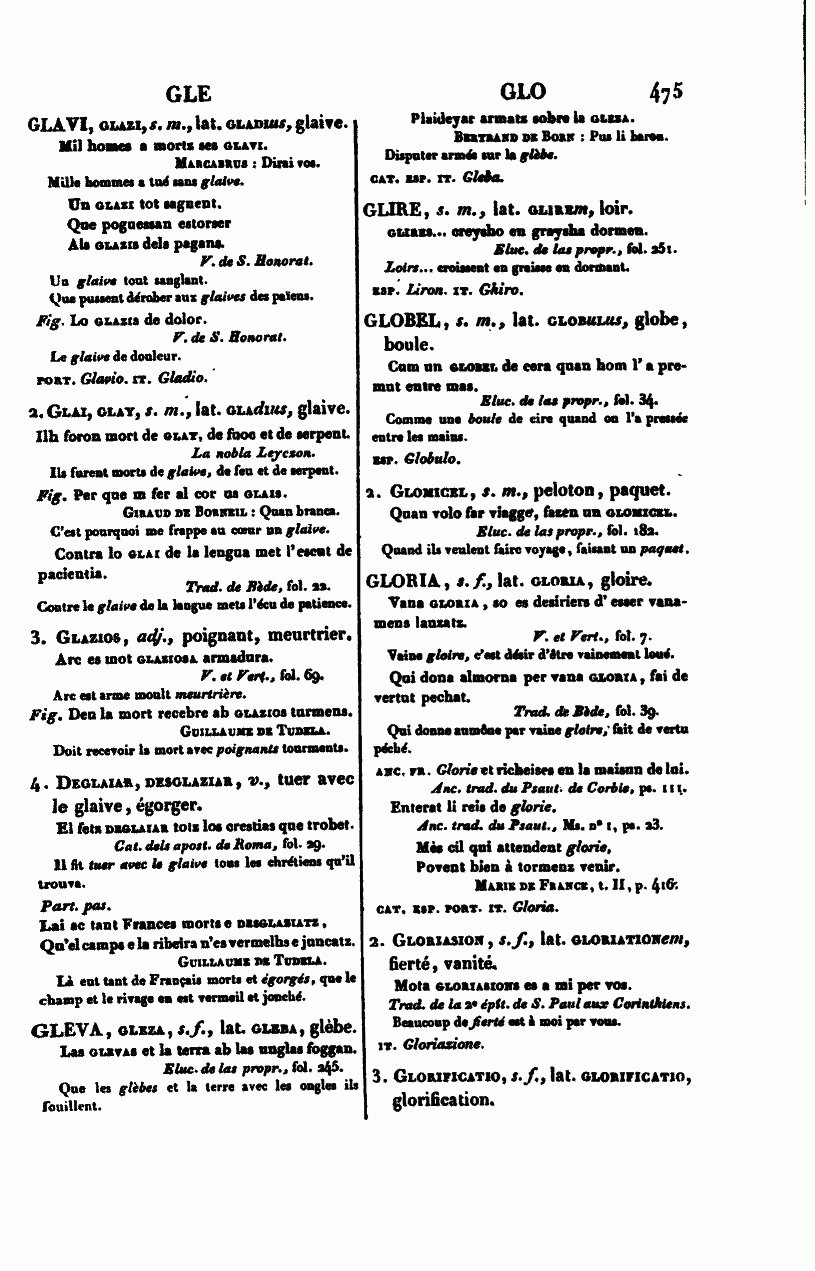 GLE
GLAVI, GLAZI, s. m., lat. GLADIUS, glaive.
Mil homes a morts ses GLAVI.
MARCABRUS : Dirai vos.
Mille hommes a tué sans glaive.
Un GLAZI tot sagnent.
Que poguessan estorser
Als GLAZIS dels pagans.
V. de S. Honorat.
Un glaive tout sanglant.
Que pussent dérober aux glaives des païens.
Fig. Lo GLAZIS de dolor.
V. de S. Honorat.
Le glaive de douleur.
PORT. Glavio. IT. Gladio.
2. GLAI, GLAY, s. m., lat. GLAdIUS, glaive.
Ilh foron mort de GLAY, de fuoc et de serpent.
La nobla Leyczon.
Ils furent morts de glaive, de feu et de serpent.
Fig. Per que m fer al cor us GLAIS.
GIRAUD DE BORNEIL : Quan branca.
C'est pourquoi me frappe au cœur un glaive.
Contra lo GLAI de la lengua met l'escut de
pacientia.
Trad. de Bède, fol. 22.
Contre le glaive de la langue mets l'écu de patience.
3. GLAZIOS, adj., poignant, meurtrier.
Arc es mot GLAZIOSA armadura.
V. et Vert., fol. 69.
Arc est arme moult meurtrière.
Fig. Deu la mort recebre ab GLAZIOS turmens.
GUILLAUME DE TUDELA.
Doit recevoir la mort avec poignants tourments.
4. DEGLAIAR, DESGLAZIAR, v., tuer avec
le glaive, égorger.
El fets DEGLAIAR tots los crestias que trobet.
Cat. dels apost. de Roma, fol. 29.
Il fit tuer avec le glaive tous les chrétiens qu'il
trouva.
Part. pas.
Lai ac tant Frances morts e DESGLASIATZ,
Qu'el camps e la ribeira n'es vermelhs e juncatz.
GUILLAUME DE TUDELA.
Là eut tant de Français morts et égorgés, que le
champ et le rivage en est vermeil et jonché.
GLEVA, GLEZA, s. f., lat. GLEBA, glèbe.
Las GLEVAS et la terra ab las unglas foggan.
Eluc. de las propr., fol. 245.
Que les glèbes et la terre avec les ongles ils
fouillent.
GLO 475
Plaideyar armatz sobre la GLEZA.
BERTRAND DE BORN : Pus li baron.
Disputer armés sur la glèbe.
CAT. ESP. IT. Gleba.
GLIRE, s. m., lat. GLIREm, loir.
GLIRES... creysho en graysha dormen.
Eluc. de las propr., fol. 251.
Loirs... croissent en graisse en dormant.
ESP. Liron. IT. Ghiro.
GLOBEL, s. m., lat. GLOBULUS, globe,
boule.
Cum un GLOBEL de cera quan hom l'a pre-
mut entre mas.
Eluc. de las propr., fol. 34.
Comme une boule de cire quand on l'a pressée
entre les mains.
ESP. Globulo.
2. GLOMICEL, s. m., peloton, paquet.
Quan volo far viagge, fazen un GLOMICEL.
Eluc. de las propr., fol. 182.
Quand ils veulent faire voyage, faisant un paquet.
GLORIA, s. f., lat. GLORIA, gloire.
Vana GLORIA, so es desiriers d'esser vana-
mens lauzatz.
V. et Vert., fol. 7.
Vaine gloire, c'est désir d'être vainement loué.
Qui dona almorna per vana GLORIA, fai de
vertut pechat.
Trad. de Bède, fol. 39.
Qui donne aumône par vaine gloire, fait de vertu
péché.
ANC. FR. Glorie et richeises en la maisun de lui.
Anc. trad. du Psaut. de Corbie, ps. 111.
Enterat li reis de glorie.
Anc. trad. du Psaut., Ms. n° 1, ps. 23.
Mès cil qui attendent glorie,
Povent bien à tormenz venir.
MARIE DE FRANCE, t. II, p. 416.
CAT. ESP. PORT. IT. Gloria.
2. GLORIASION, s. f., lat. GLORIATIONem,
fierté, vanité.
Mota GLORIASIONS es a mi per vos.
Trad. de la 2e épît. de S. Paul aux Corinthiens.
Beaucoup de fierté est à moi par vous.
IT. Gloriazione.
3. GLORIFICATIO, s. f., lat. GLORIFICATIO,
glorification.